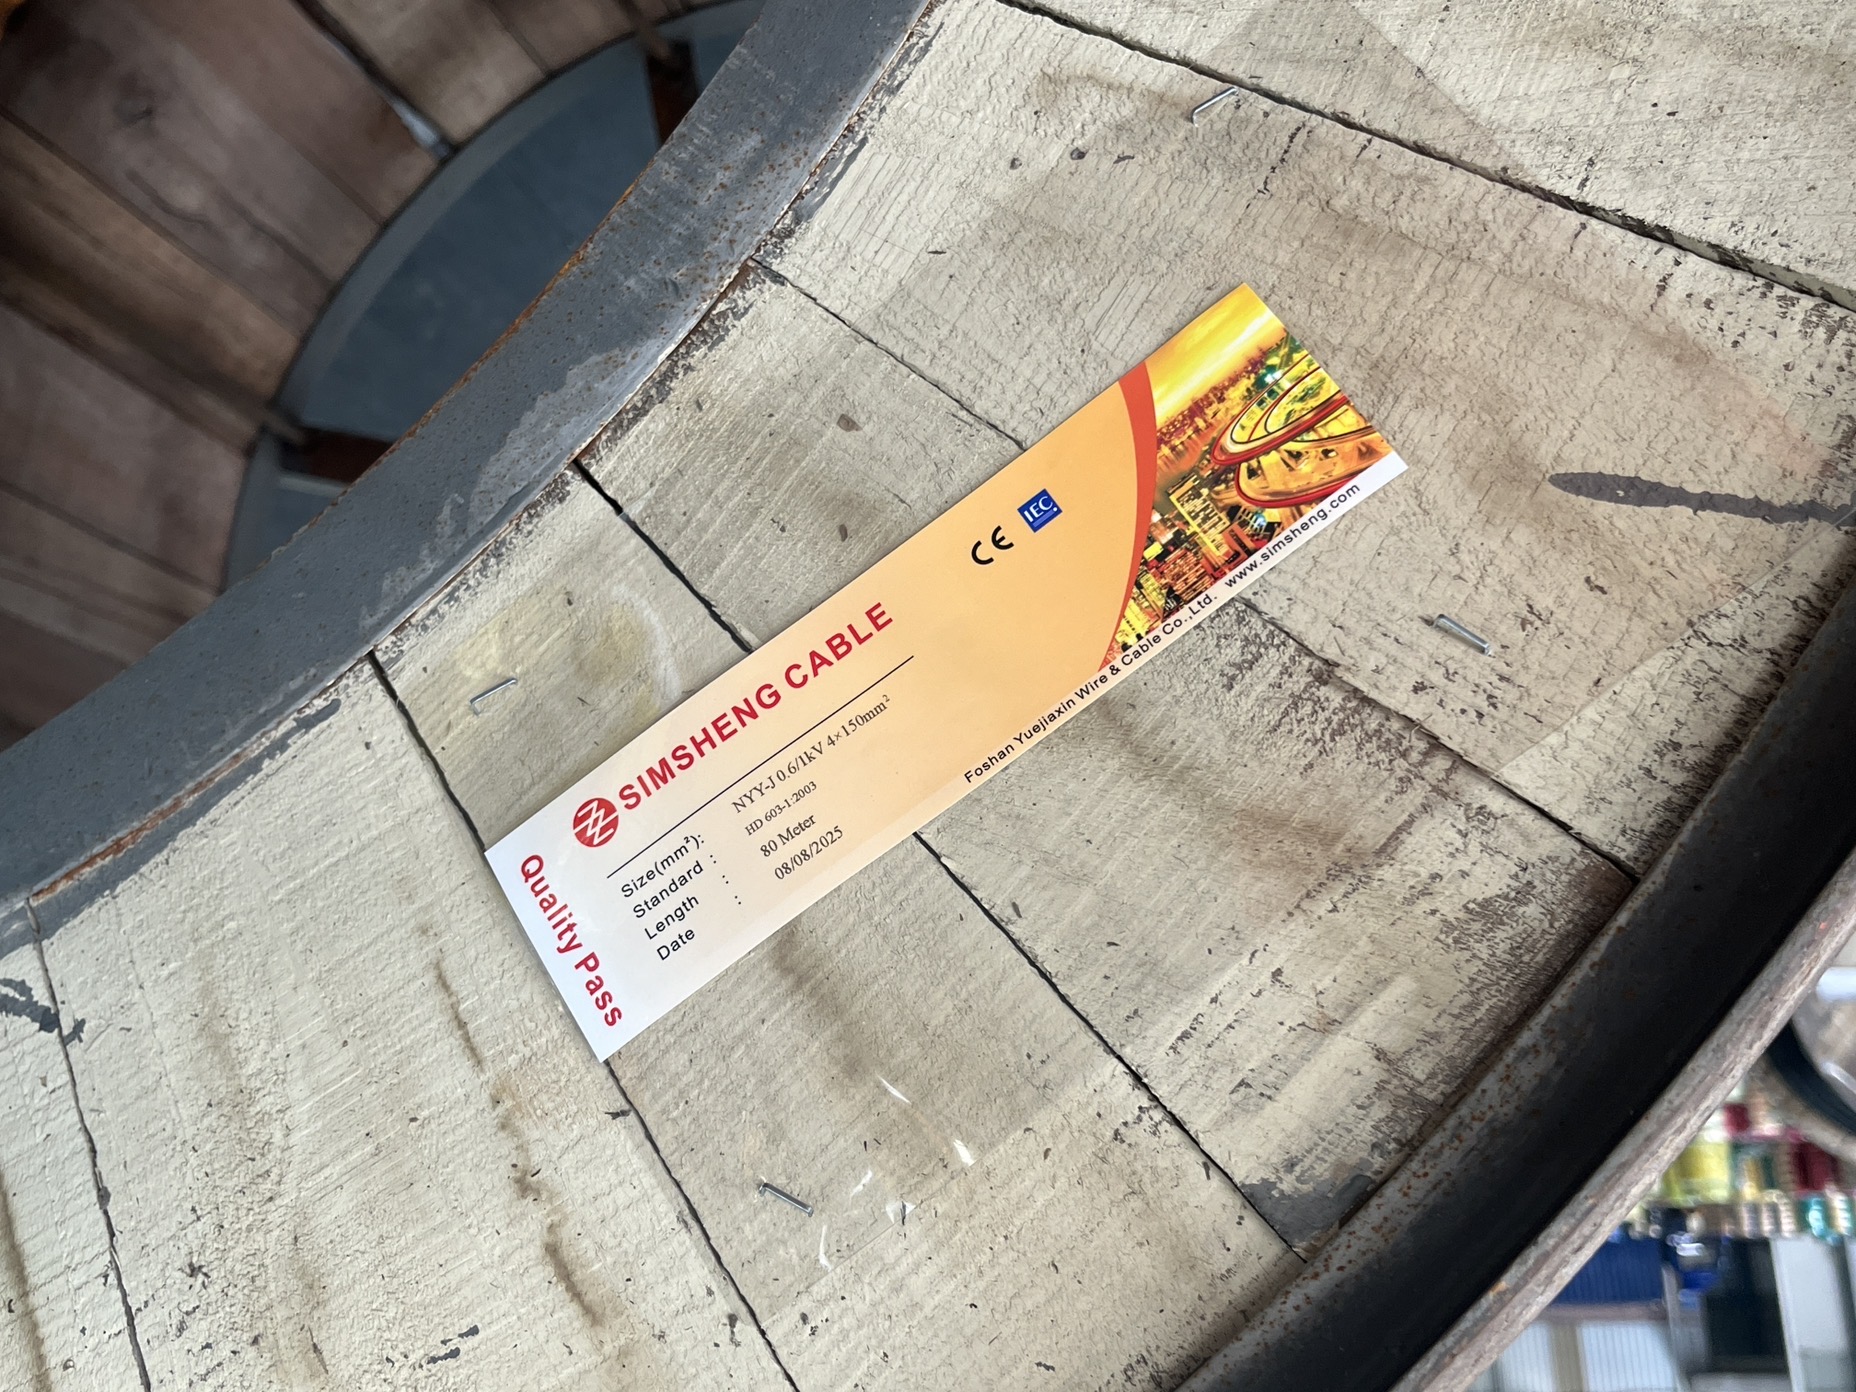 SIMSHENG CABLE
Quality Pass
Size(mm²): NYY-J 0.6/1kV 4×150mm²
Standard : HD 603-1:2003
Length : 80 Meter
Date : 08/08/2025
CE IEC
Foshan Yuejiaxin Wire & Cable Co., Ltd. www.simsheng.com